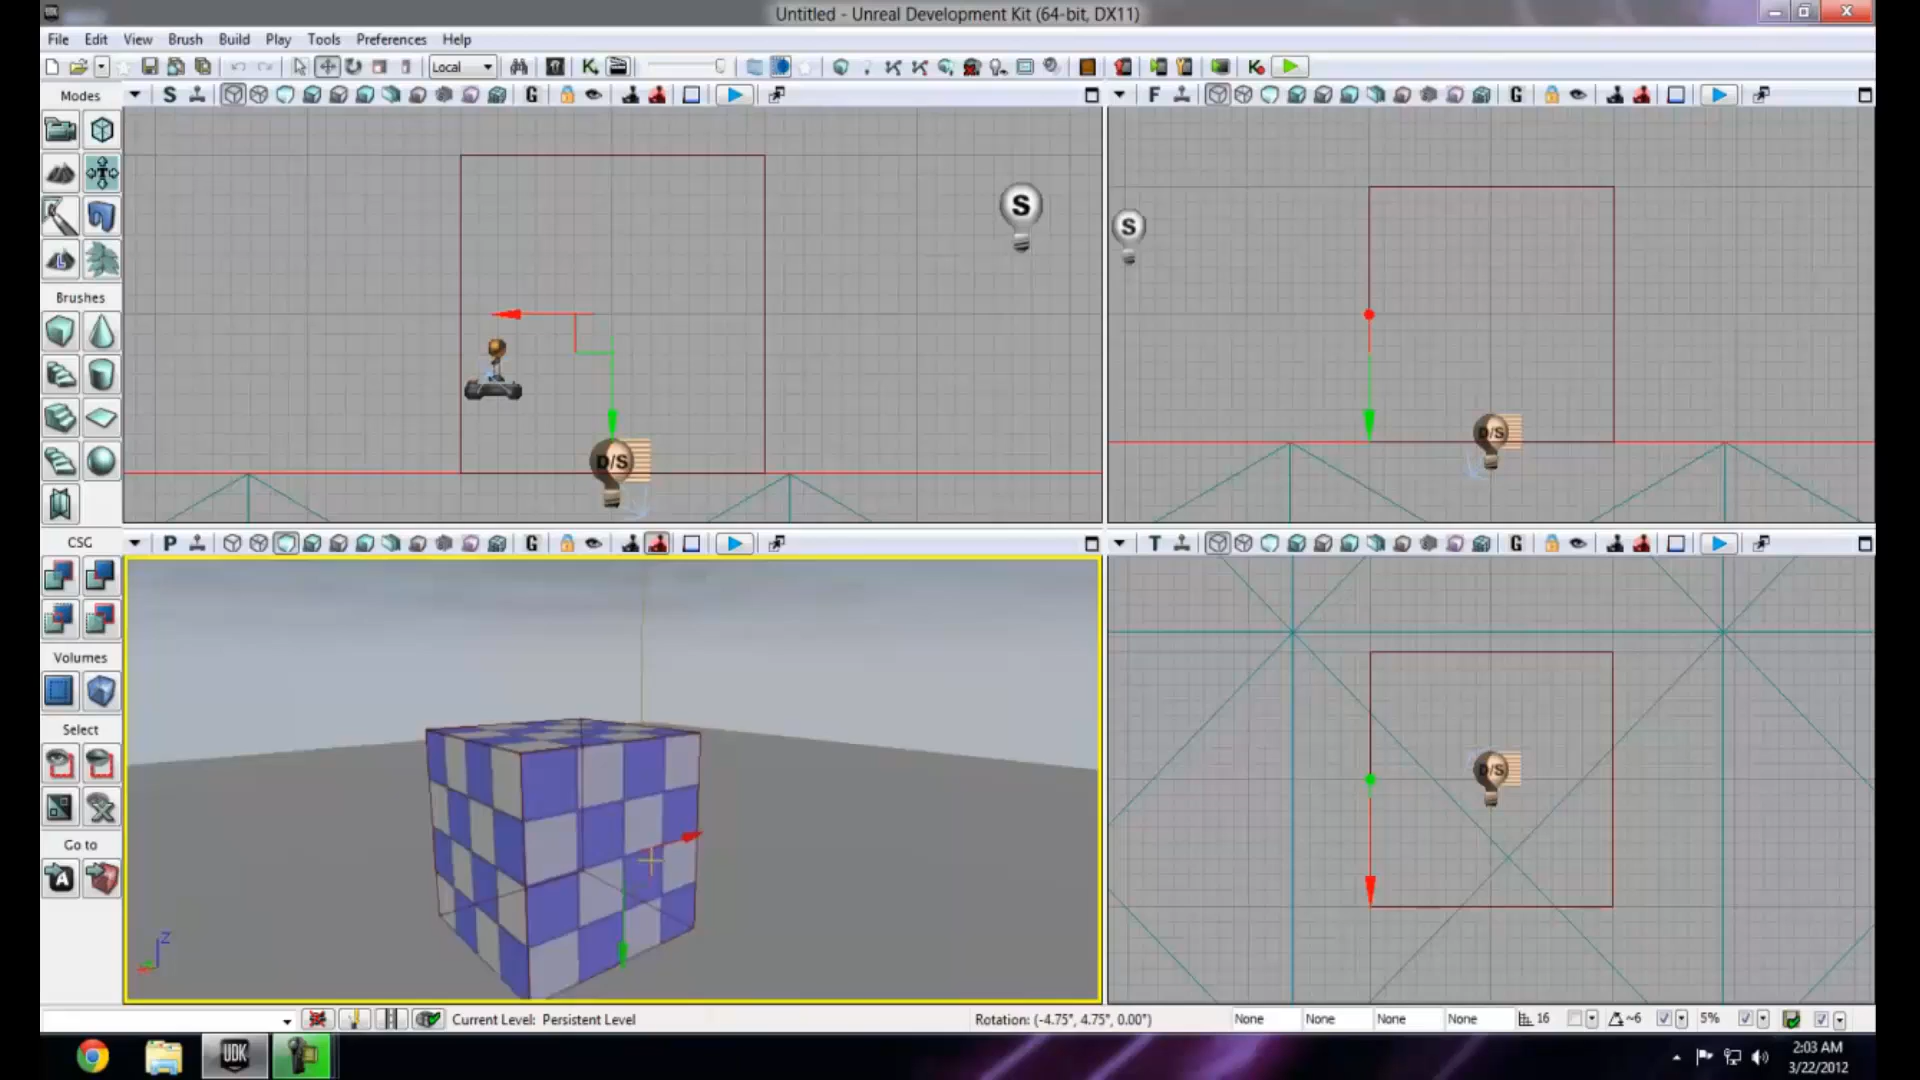 Untitled - Unreal Development Kit (64-bit, DX11)
File Edit View Brush Build Play Tools Preferences Help
Local
Modes
S
G
F
G
S
S
D/S
D/S
Brushes
CSG
P
G
T
G
Volumes
Select
D/S
Go to
A
Z
Current Level: Persistent Level
Rotation: (-4.75°, 4.75°, 0.00°)
None None None None
16
~6
5%
UDK
2:03 AM
3/22/2012